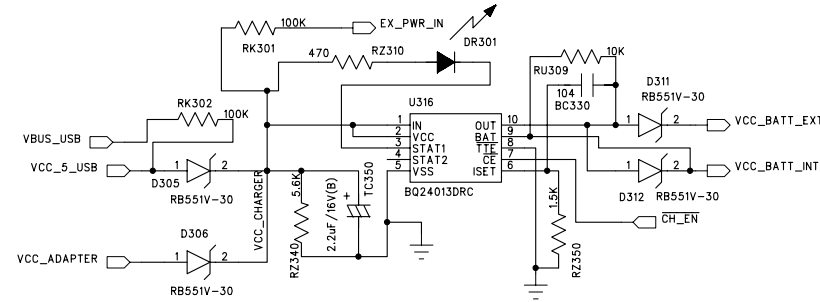 100K
EX_PWR_IN
RK301
470
RZ310
DR301
10K
RU309
104
BC330
D311
RB551V-30
U316
RK302
100K
VBUS_USB
VCC_5_USB
1
2
D305
RB551V-30
VCC_CHARGER
1 IN
2 VCC
3 STAT1
4 STAT2
5 VSS
OUT 10
BAT 9
TTE 8
CE 7
ISET 6
BQ24013DRC
1
2
VCC_BATT_EXT
1
2
VCC_BATT_INT
D312
RB551V-30
5.6K
RZ340
+
TC350
2.2uF/16V(B)
1.5K
RZ350
CH_EN
D306
VCC_ADAPTER
1
2
RB551V-30